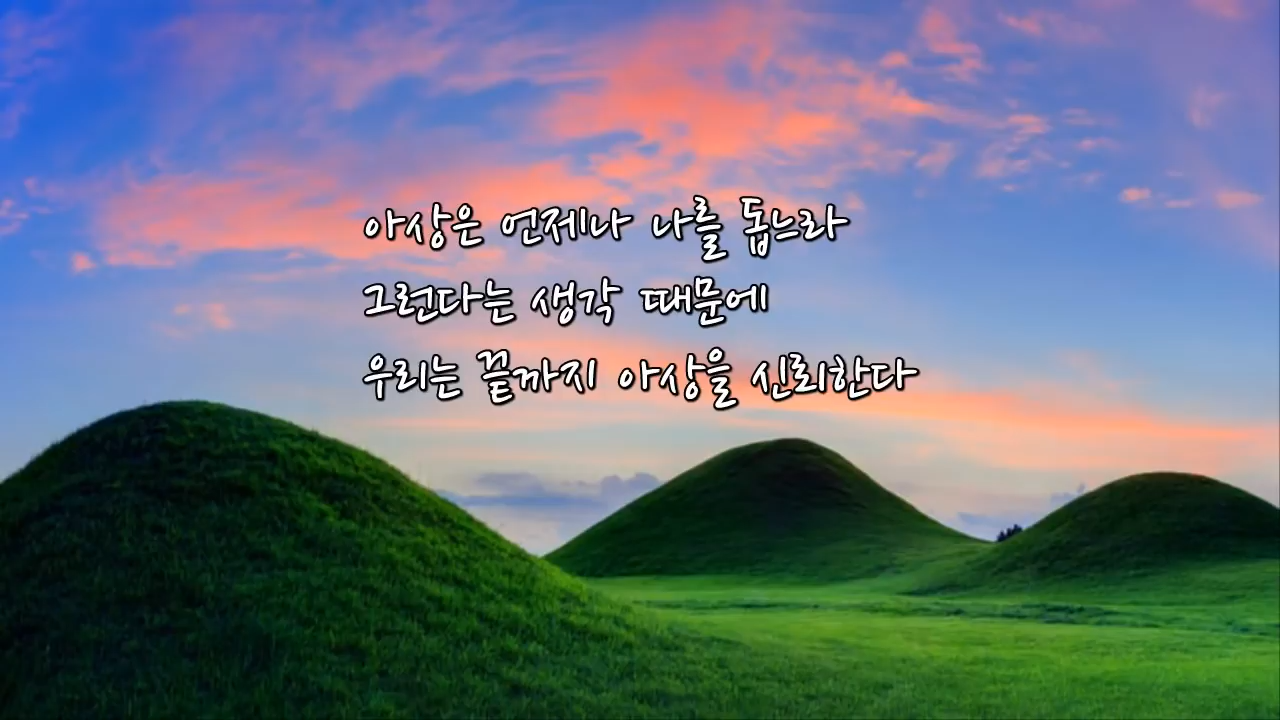 아상은 언제나 나를 돕느라
그런다는 생각 때문에
우리는 끝까지 아상을 신뢰한다